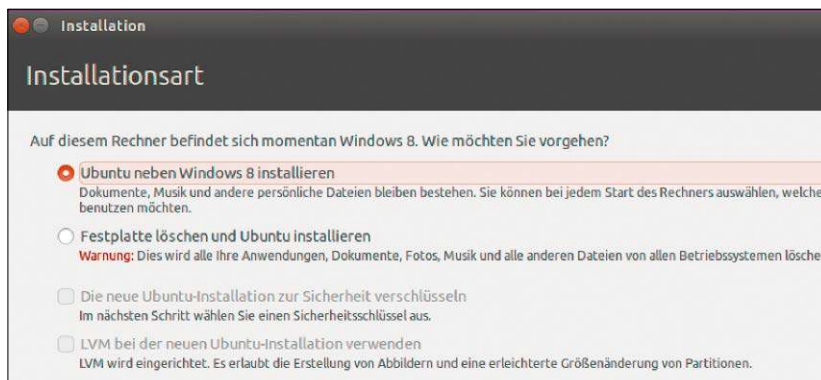 Installation
Installationsart
Auf diesem Rechner befindet sich momentan Windows 8. Wie möchten Sie vorgehen?
Ubuntu neben Windows 8 installieren
Dokumente, Musik und andere persönliche Dateien bleiben bestehen. Sie können bei jedem Start des Rechners auswählen, welche
benutzen möchten.
Festplatte löschen und Ubuntu installieren
Warnung: Dies wird alle Ihre Anwendungen, Dokumente, Fotos, Musik und alle anderen Dateien von allen Betriebssystemen lösche
Die neue Ubuntu-Installation zur Sicherheit verschlüsseln
Im nächsten Schritt wählen Sie einen Sicherheitsschlüssel aus.
LVM bei der neuen Ubuntu-Installation verwenden
LVM wird eingerichtet. Es erlaubt die Erstellung von Abbildern und eine erleichterte Größenänderung von Partitionen.